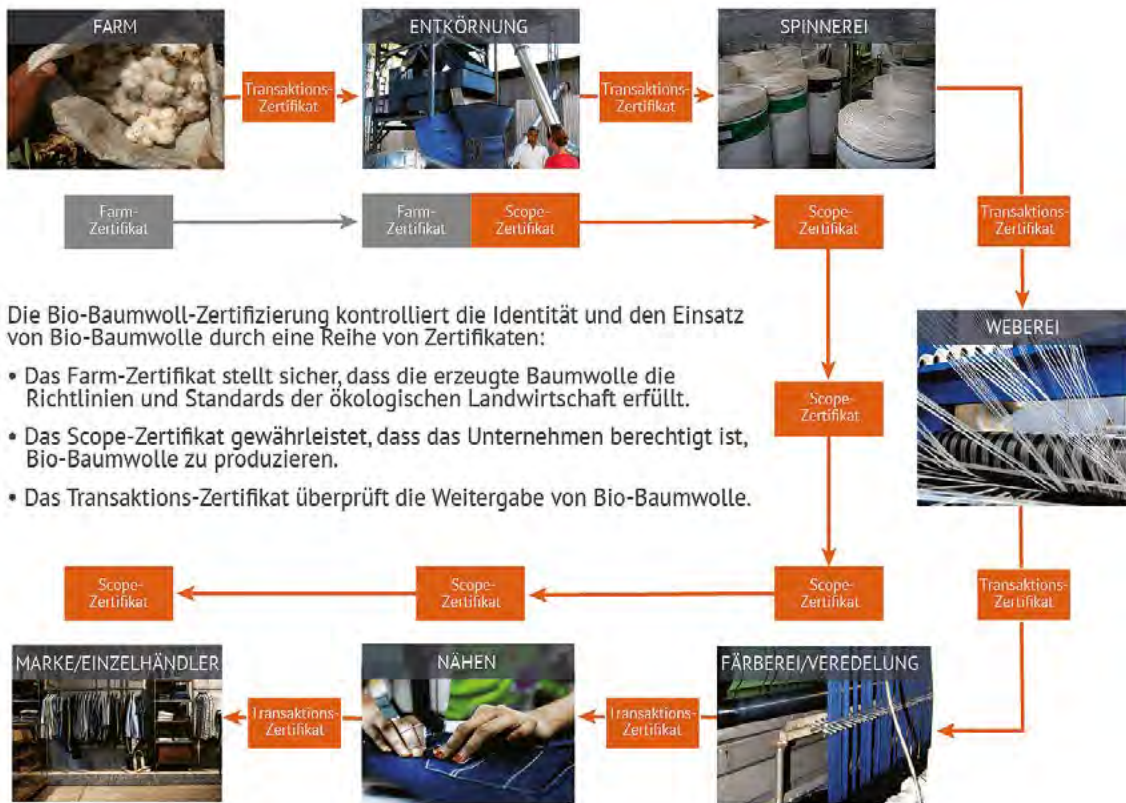 FARM
Transaktions-
Zertifikat
ENTKÖRNUNG
Transaktions-
Zertifikat
SPINNEREI
Farm-
Zertifikat
Farm-
Zertifikat
Scope-
Zertifikat
Scope-
Zertifikat
Transaktions-
Zertifikat
Die Bio-Baumwoll-Zertifizierung kontrolliert die Identität und den Einsatz
von Bio-Baumwolle durch eine Reihe von Zertifikaten:
• Das Farm-Zertifikat stellt sicher, dass die erzeugte Baumwolle die
Richtlinien und Standards der ökologischen Landwirtschaft erfüllt.
• Das Scope-Zertifikat gewährleistet, dass das Unternehmen berechtigt ist,
Bio-Baumwolle zu produzieren.
• Das Transaktions-Zertifikat überprüft die Weitergabe von Bio-Baumwolle.
Scope-
Zertifikat
WEBEREI
Scope-
Zertifikat
Scope-
Zertifikat
Scope-
Zertifikat
Transaktions-
Zertifikat
MARKE/EINZELHÄNDLER
Transaktions-
Zertifikat
NÄHEN
Transaktions-
Zertifikat
FÄRBEREI/VEREDELUNG